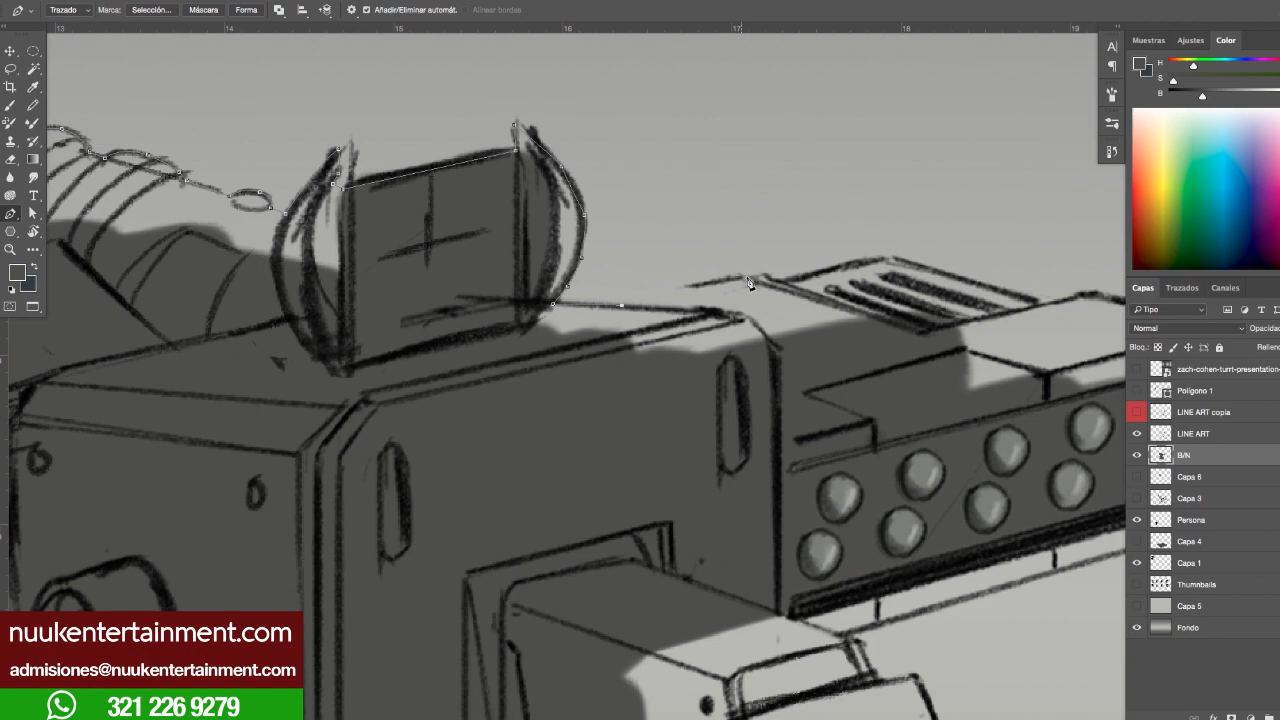 Trazado
Marca:
Selección...
Máscara
Forma
Añadir/Eliminar automát.
Alinear bordes
13
14
15
16
17
18
19
Muestras
Ajustes
Color
H
S
B
Capas
Trazados
Canales
Tipo
Normal
Opacidad
Bloq.:
Relleno
zach-cohen-turrt-presentation-
Polígono 1
LINE ART copia
LINE ART
B/N
Capa 6
Capa 3
Persona
Capa 4
Capa 1
Thumnbails
Capa 5
Fondo
nuukentertainment.com
admisiones@nuukentertainment.com
321 226 9279